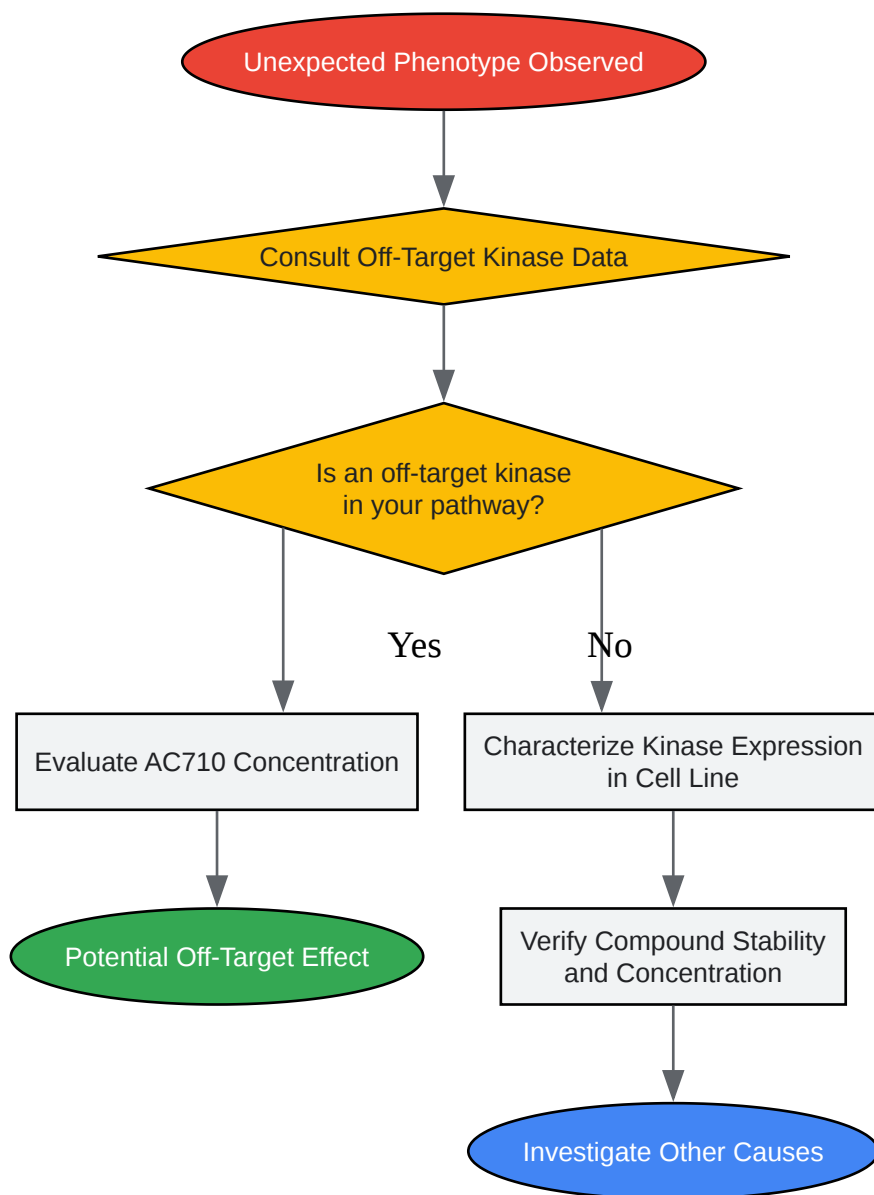 Unexpected Phenotype Observed
Consult Off-Target Kinase Data
Is an off-target kinase
in your pathway?
Yes
No
Evaluate AC710 Concentration
Characterize Kinase Expression
in Cell Line
Potential Off-Target Effect
Verify Compound Stability
and Concentration
Investigate Other Causes